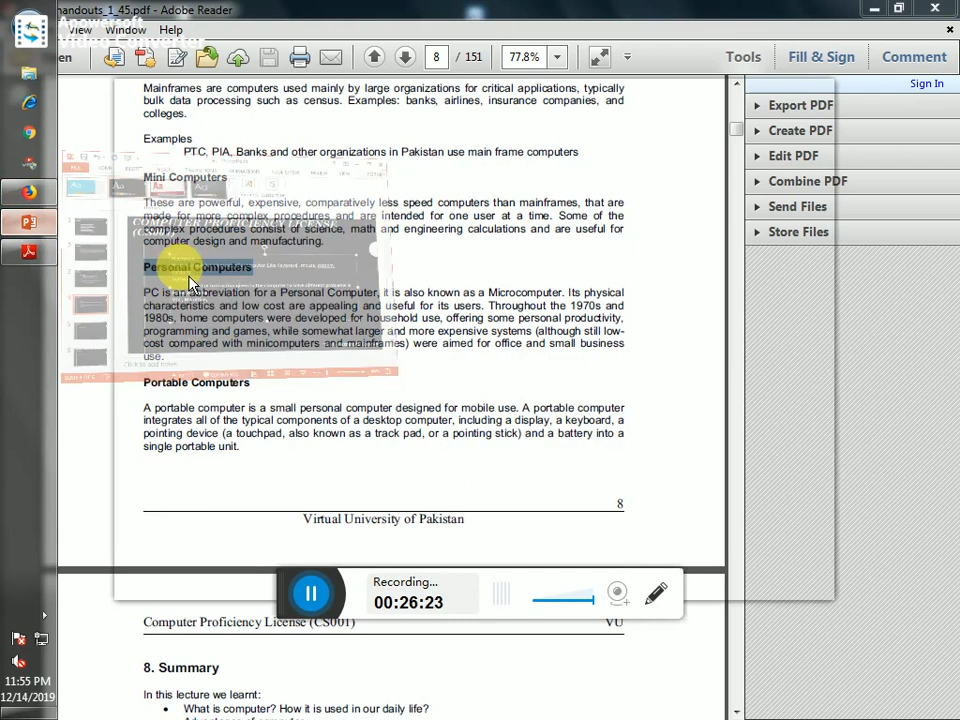 handouts_1_45.pdf - Adobe Reader
Apowersoft
Video Converter
View Window Help
en 8 / 151 77.8% Tools Fill & Sign Comment
Sign In
Export PDF
Create PDF
Edit PDF
Combine PDF
Send Files
Store Files
Mainframes are computers used mainly by large organizations for critical applications, typically
bulk data processing such as census. Examples: banks, airlines, insurance companies, and
colleges.
Examples
PTC, PIA, Banks and other organizations in Pakistan use main frame computers
Mini Computers
These are powerful, expensive, comparatively less speed computers than mainframes, that are
made for more complex procedures and are intended for one user at a time. Some of the
complex procedures consist of science, math and engineering calculations and are useful for
computer design and manufacturing.
COMPUTER PROFICIENCY LICENSE
(CS001)
Personal Computers
PC is an abbreviation for a Personal Computer, it is also known as a Microcomputer. Its physical
characteristics and low cost are appealing and useful for its users. Throughout the 1970s and
1980s, home computers were developed for household use, offering some personal productivity,
programming and games, while somewhat larger and more expensive systems (although still low-
cost compared with minicomputers and mainframes) were aimed for office and small business
use.
Click to add notes
Portable Computers
A portable computer is a small personal computer designed for mobile use. A portable computer
integrates all of the typical components of a desktop computer, including a display, a keyboard, a
pointing device (a touchpad, also known as a track pad, or a pointing stick) and a battery into a
single portable unit.
8
Virtual University of Pakistan
Recording...
00:26:23
Computer Proficiency License (CS001) VU
8. Summary
In this lecture we learnt:
• What is computer? How it is used in our daily life?
11:55 PM
12/14/2019